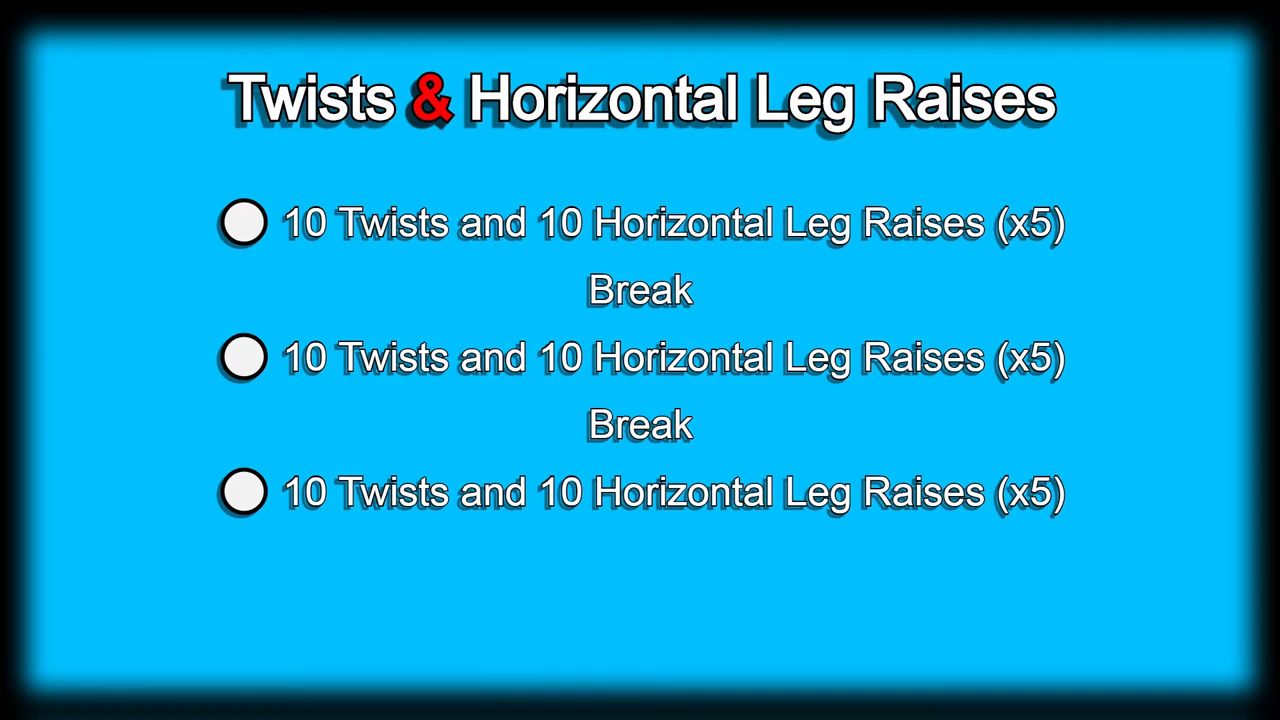 Twists & Horizontal Leg Raises
10 Twists and 10 Horizontal Leg Raises (x5)
Break
10 Twists and 10 Horizontal Leg Raises (x5)
Break
10 Twists and 10 Horizontal Leg Raises (x5)